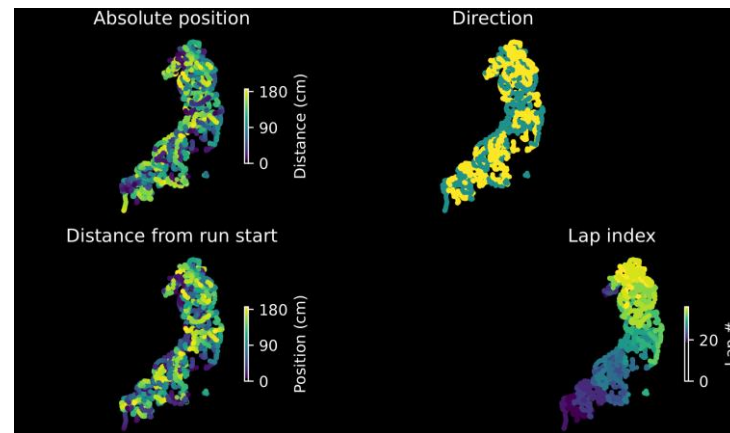 Absolute position
Direction
180
90
0
Distance (cm)
Distance from run start
Lap index
180
90
0
Position (cm)
20
0
Lap #